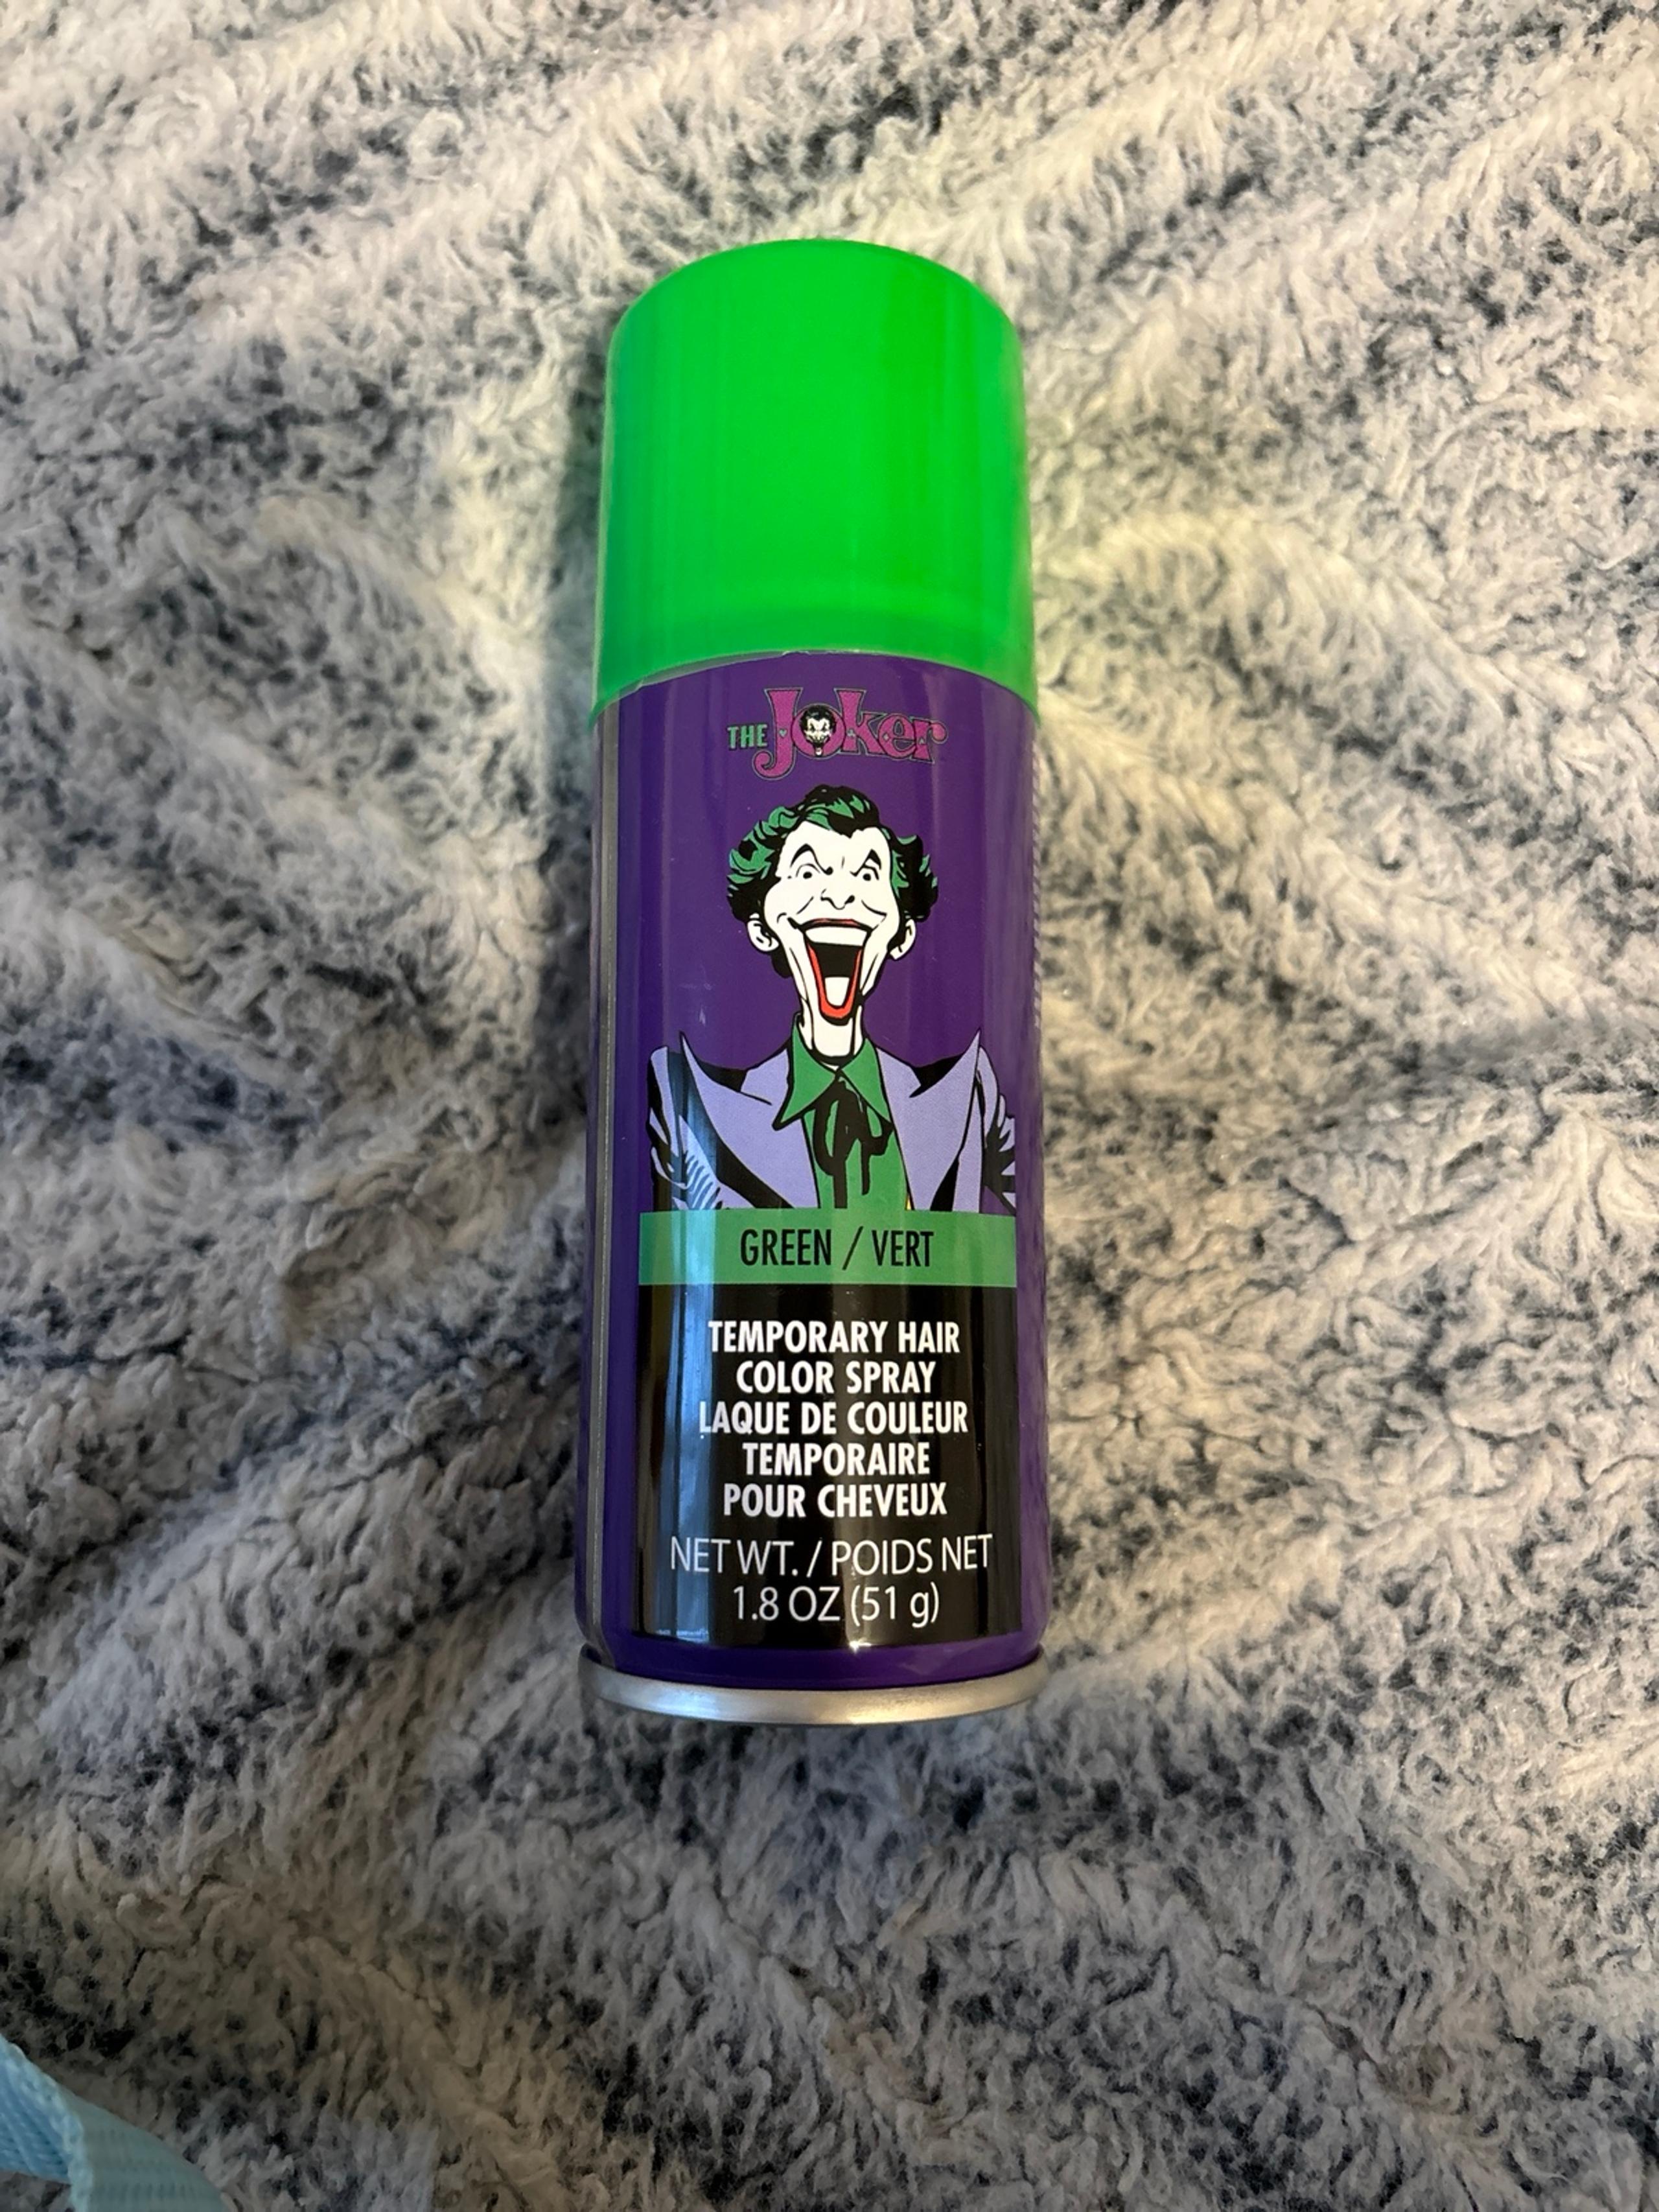 THE Joker
GREEN / VERT
TEMPORARY HAIR
COLOR SPRAY
LAQUE DE COULEUR
TEMPORAIRE
POUR CHEVEUX
NET WT. / POIDS NET
1.8 OZ (51 g)